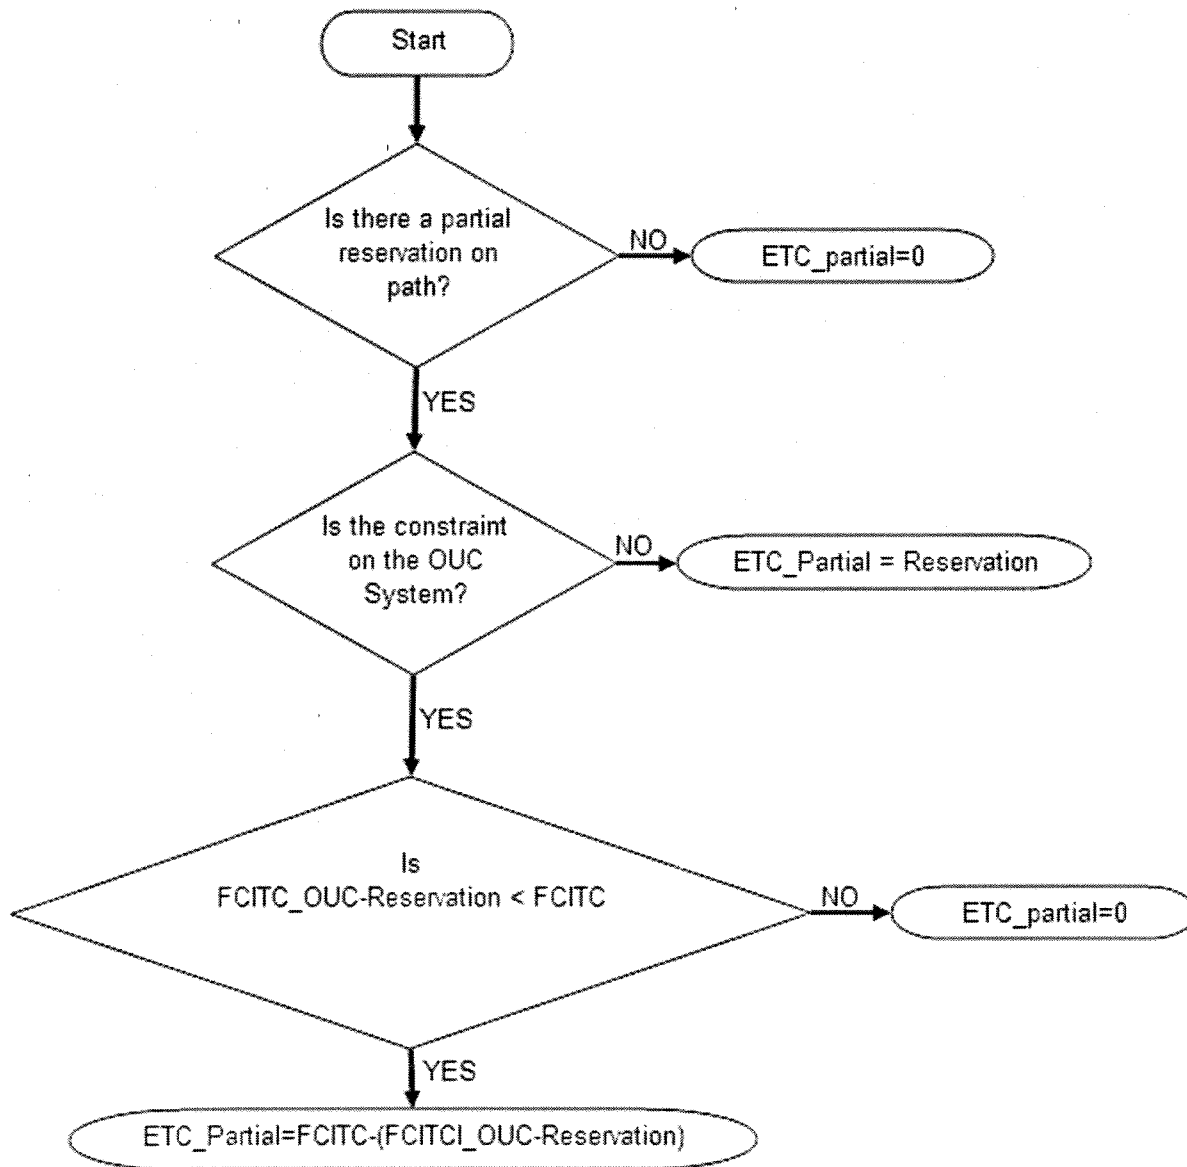 Start
Is there a partial
reservation on
path?
NO
ETC_partial=0
YES
Is the constraint
on the OUC
System?
NO
ETC_Partial = Reservation
YES
Is
FCITC_OUC-Reservation < FCITC
NO
ETC_partial=0
YES
ETC_Partial=FCITC-(FCITCI_OUC-Reservation)